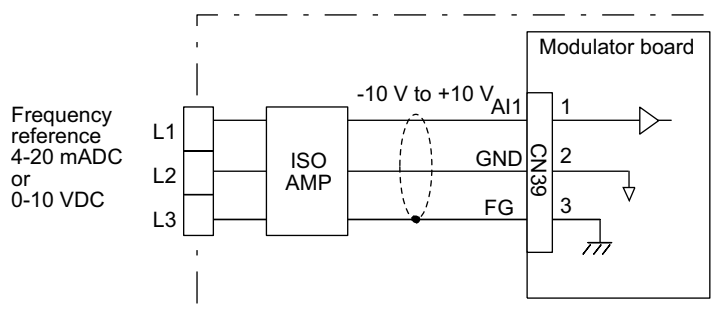 Modulator board
-10 V to +10 V
AI1
1
Frequency
reference
4-20 mADC
or
0-10 VDC
L1
L2
L3
ISO
AMP
GND
CN39
2
FG
3